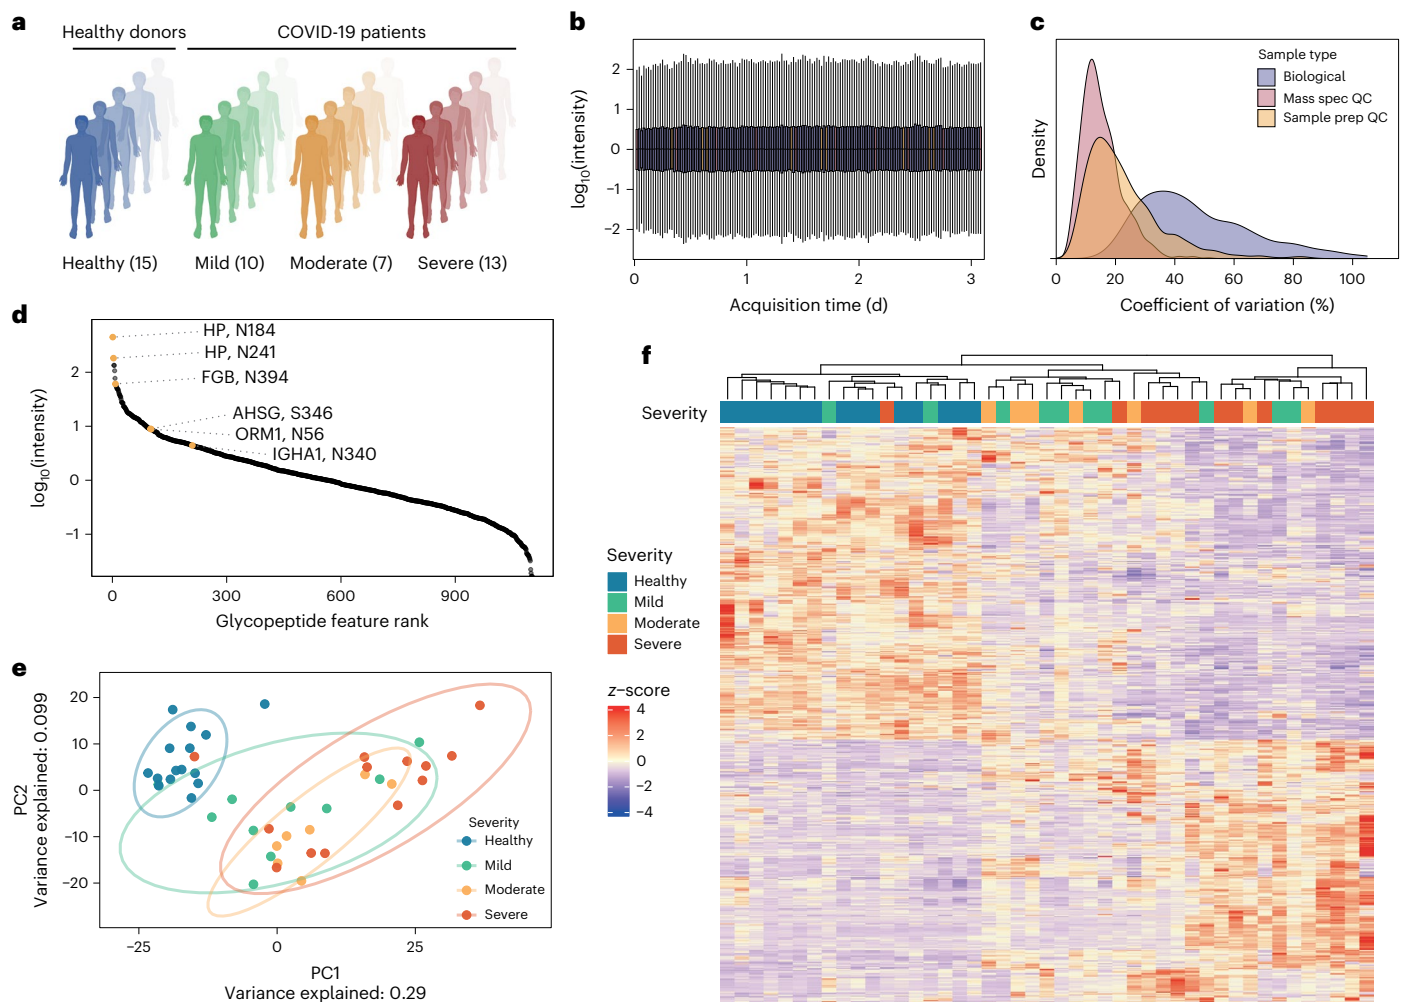 a
Healthy donors
COVID-19 patients
Healthy (15)
Mild (10)
Moderate (7)
Severe (13)
b
log10(intensity)
2
1
0
−1
−2
0
1
2
3
Acquisition time (d)
c
Density
Sample type
Biological
Mass spec QC
Sample prep QC
0
20
40
60
80
100
Coefficient of variation (%)
d
log10(intensity)
2
1
0
−1
HP, N184
HP, N241
FGB, N394
AHSG, S346
ORM1, N56
IGHA1, N340
0
300
600
900
Glycopeptide feature rank
e
PC2
Variance explained: 0.099
20
10
0
−10
−20
Severity
Healthy
Mild
Moderate
Severe
−25
0
25
PC1
Variance explained: 0.29
f
Severity
Severity
Healthy
Mild
Moderate
Severe
z−score
4
2
0
−2
−4